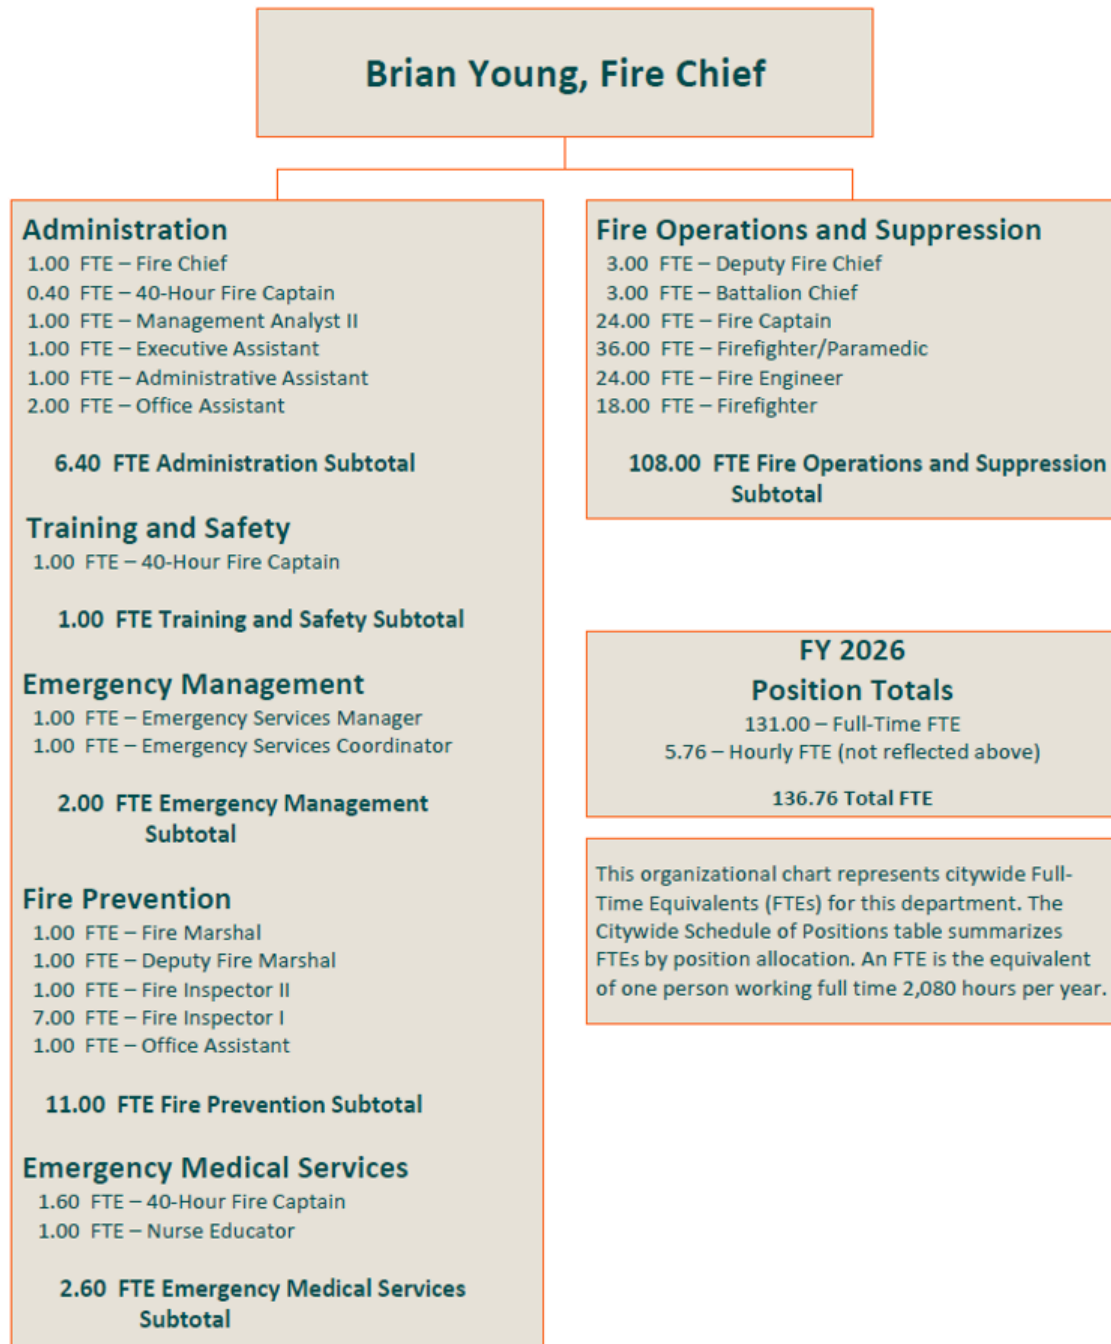 Brian Young, Fire Chief
Administration
1.00 FTE – Fire Chief
0.40 FTE – 40-Hour Fire Captain
1.00 FTE – Management Analyst II
1.00 FTE – Executive Assistant
1.00 FTE – Administrative Assistant
2.00 FTE – Office Assistant
6.40 FTE Administration Subtotal
Training and Safety
1.00 FTE – 40-Hour Fire Captain
1.00 FTE Training and Safety Subtotal
Emergency Management
1.00 FTE – Emergency Services Manager
1.00 FTE – Emergency Services Coordinator
2.00 FTE Emergency Management
Subtotal
Fire Prevention
1.00 FTE – Fire Marshal
1.00 FTE – Deputy Fire Marshal
1.00 FTE – Fire Inspector II
7.00 FTE – Fire Inspector I
1.00 FTE – Office Assistant
11.00 FTE Fire Prevention Subtotal
Emergency Medical Services
1.60 FTE – 40-Hour Fire Captain
1.00 FTE – Nurse Educator
2.60 FTE Emergency Medical Services
Subtotal
Fire Operations and Suppression
3.00 FTE – Deputy Fire Chief
3.00 FTE – Battalion Chief
24.00 FTE – Fire Captain
36.00 FTE – Firefighter/Paramedic
24.00 FTE – Fire Engineer
18.00 FTE – Firefighter
108.00 FTE Fire Operations and Suppression
Subtotal
FY 2026
Position Totals
131.00 – Full-Time FTE
5.76 – Hourly FTE (not reflected above)
136.76 Total FTE
This organizational chart represents citywide Full-
Time Equivalents (FTEs) for this department. The
Citywide Schedule of Positions table summarizes
FTEs by position allocation. An FTE is the equivalent
of one person working full time 2,080 hours per year.